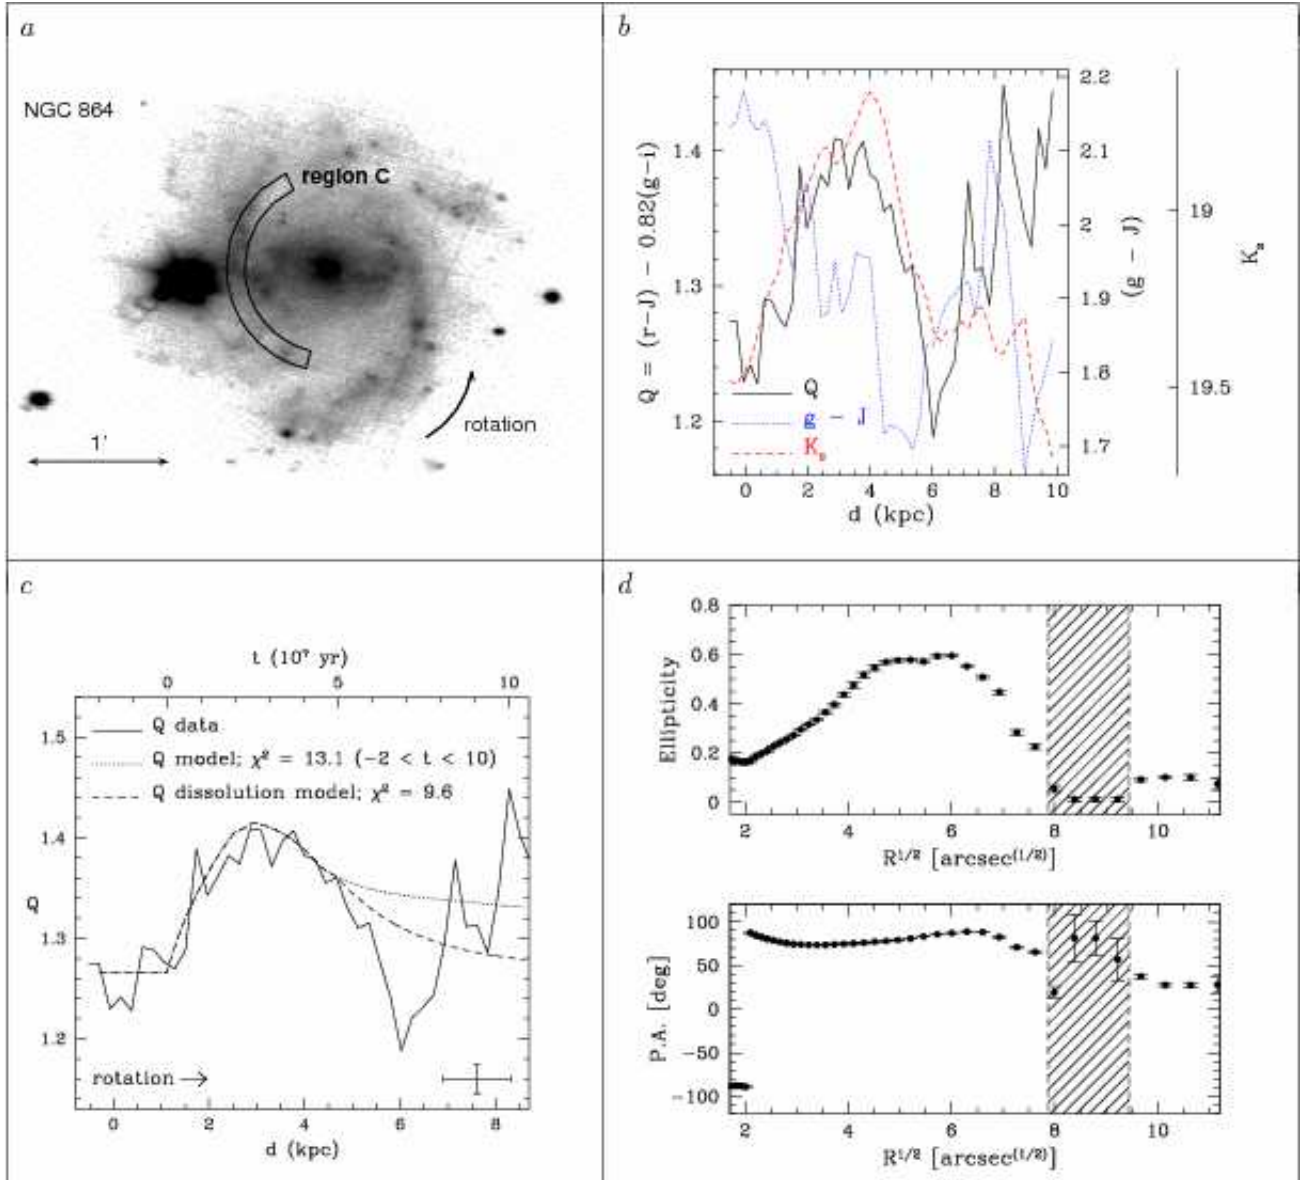 a
NGC 864
region C
rotation
1'
b
Q = (r-J) - 0.82(g-i)
1.4
1.3
1.2
2.2
2.1
2
1.9
1.8
1.7
(g - J)
19
19.5
K_s
Q
g - J
K_s
0 2 4 6 8 10
d (kpc)
c
t (10⁷ yr)
0 5 10
Q data
Q model; χ² = 13.1 (-2 < t < 10)
Q dissolution model; χ² = 9.6
1.5
1.4
1.3
1.2
Q
rotation
0 2 4 6 8
d (kpc)
d
0.8
0.6
0.4
0.2
0
Ellipticity
2 4 6 8 10
R^{1/2} [arcsec^{(1/2)}]
100
50
0
-50
-100
P.A. [deg]
2 4 6 8 10
R^{1/2} [arcsec^{(1/2)}]